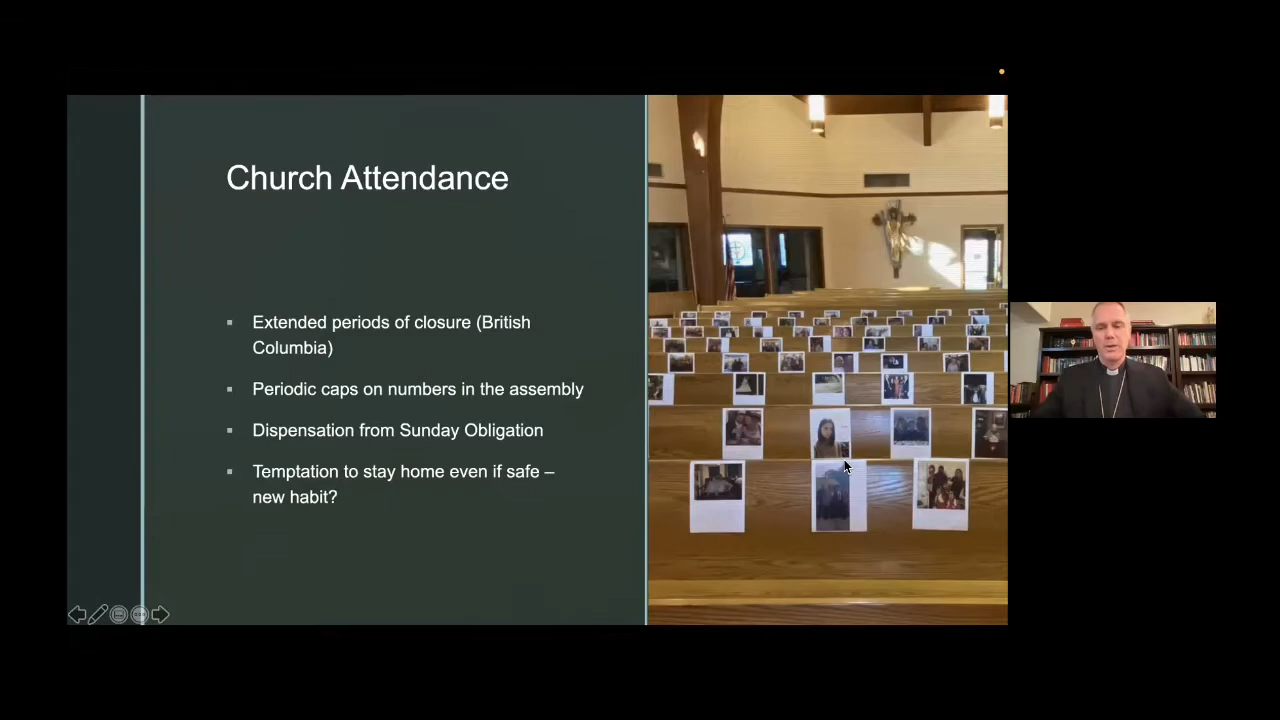 Church Attendance
Extended periods of closure (British
Columbia)
Periodic caps on numbers in the assembly
Dispensation from Sunday Obligation
Temptation to stay home even if safe –
new habit?